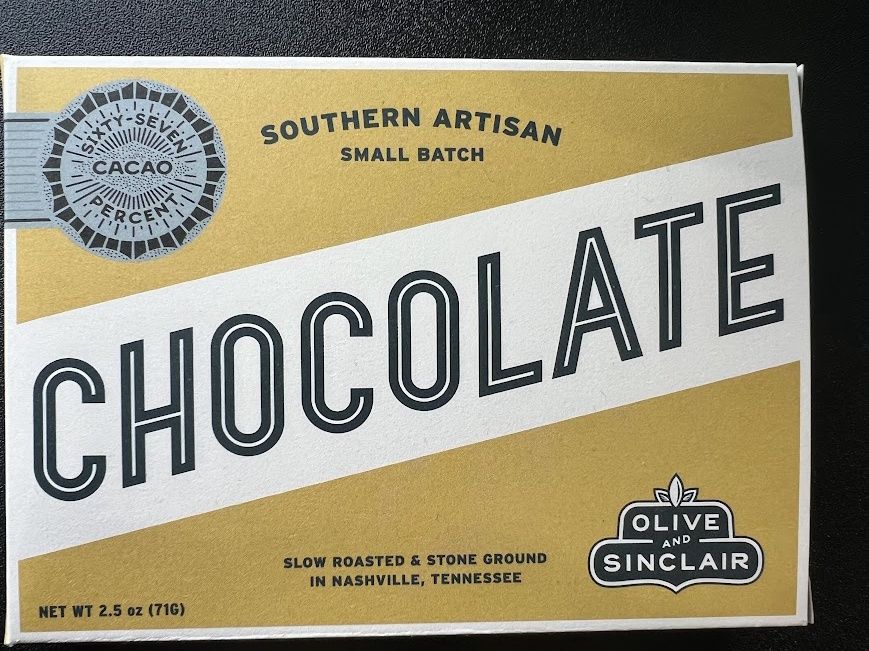 SIXTY-SEVEN
CACAO
PERCENT
SOUTHERN ARTISAN
SMALL BATCH
CHOCOLATE
SLOW ROASTED & STONE GROUND
IN NASHVILLE, TENNESSEE
OLIVE
AND
SINCLAIR
NET WT 2.5 oz (71G)